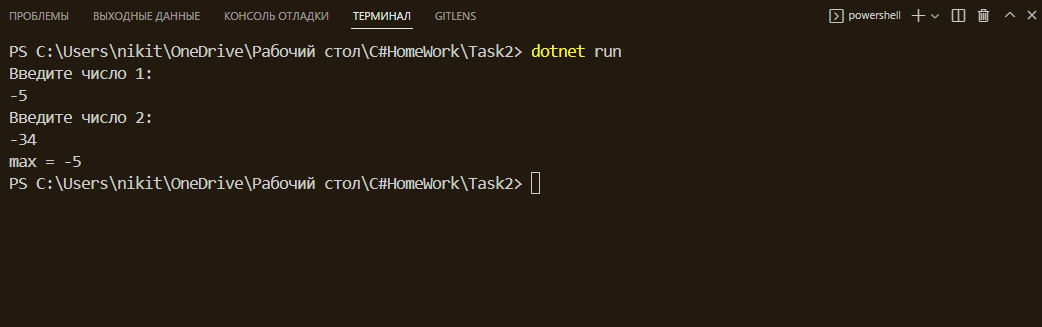 ПРОБЛЕМЫ ВЫХОДНЫЕ ДАННЫЕ КОНСОЛЬ ОТЛАДКИ ТЕРМИНАЛ GITLENS powershell
PS C:\Users\nikit\OneDrive\Рабочий стол\C#HomeWork\Task2> dotnet run
Введите число 1:
-5
Введите число 2:
-34
max = -5
PS C:\Users\nikit\OneDrive\Рабочий стол\C#HomeWork\Task2>